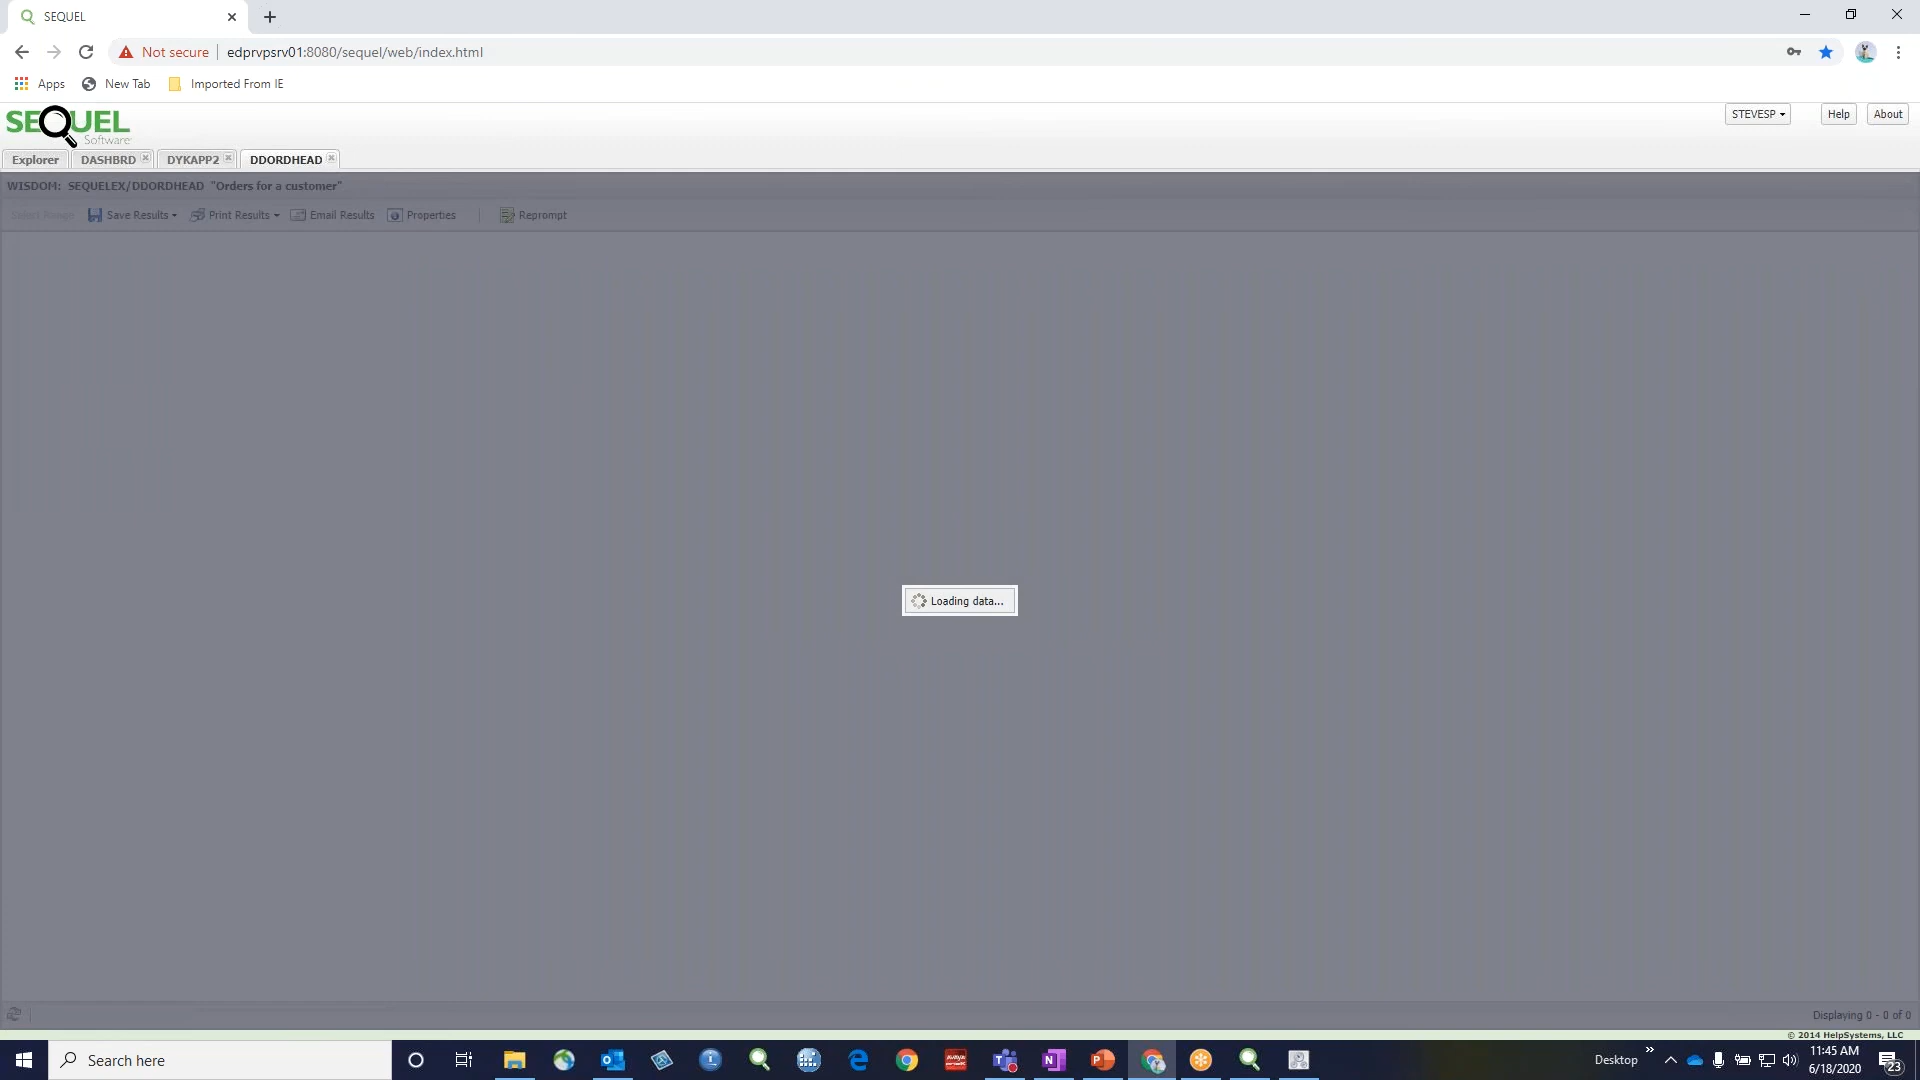 SEQUEL
Not secure edprvpsrv01:8080/sequel/web/index.html
Apps New Tab Imported From IE
SEQUEL
Software
STEVESP Help About
Explorer DASHBRD DYKAPP2 DDORDHEAD
WISDOM: SEQUELEX/DDORDHEAD "Orders for a customer"
Select Range Save Results Print Results Email Results Properties Reprompt
Loading data...
Displaying 0 - 0 of 0
© 2014 HelpSystems, LLC
Search here
Desktop
11:45 AM
6/18/2020
23